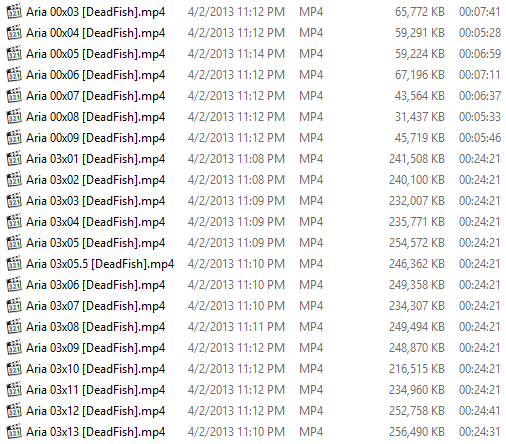 Aria 00x03 [DeadFish].mp4 4/2/2013 11:12 PM MP4 65,772 KB 00:07:41
Aria 00x04 [DeadFish].mp4 4/2/2013 11:12 PM MP4 59,291 KB 00:05:28
Aria 00x05 [DeadFish].mp4 4/2/2013 11:14 PM MP4 59,224 KB 00:06:59
Aria 00x06 [DeadFish].mp4 4/2/2013 11:12 PM MP4 67,196 KB 00:07:11
Aria 00x07 [DeadFish].mp4 4/2/2013 11:12 PM MP4 43,564 KB 00:06:37
Aria 00x08 [DeadFish].mp4 4/2/2013 11:12 PM MP4 31,437 KB 00:05:33
Aria 00x09 [DeadFish].mp4 4/2/2013 11:12 PM MP4 45,719 KB 00:05:46
Aria 03x01 [DeadFish].mp4 4/2/2013 11:08 PM MP4 241,508 KB 00:24:21
Aria 03x02 [DeadFish].mp4 4/2/2013 11:08 PM MP4 240,100 KB 00:24:21
Aria 03x03 [DeadFish].mp4 4/2/2013 11:09 PM MP4 232,007 KB 00:24:21
Aria 03x04 [DeadFish].mp4 4/2/2013 11:09 PM MP4 235,771 KB 00:24:21
Aria 03x05 [DeadFish].mp4 4/2/2013 11:09 PM MP4 254,572 KB 00:24:21
Aria 03x05.5 [DeadFish].mp4 4/2/2013 11:10 PM MP4 246,362 KB 00:24:21
Aria 03x06 [DeadFish].mp4 4/2/2013 11:10 PM MP4 249,358 KB 00:24:21
Aria 03x07 [DeadFish].mp4 4/2/2013 11:10 PM MP4 234,307 KB 00:24:21
Aria 03x08 [DeadFish].mp4 4/2/2013 11:11 PM MP4 249,494 KB 00:24:21
Aria 03x09 [DeadFish].mp4 4/2/2013 11:12 PM MP4 248,870 KB 00:24:21
Aria 03x10 [DeadFish].mp4 4/2/2013 11:12 PM MP4 216,515 KB 00:24:21
Aria 03x11 [DeadFish].mp4 4/2/2013 11:12 PM MP4 234,960 KB 00:24:21
Aria 03x12 [DeadFish].mp4 4/2/2013 11:12 PM MP4 252,758 KB 00:24:41
Aria 03x13 [DeadFish].mp4 4/2/2013 11:10 PM MP4 256,490 KB 00:24:31